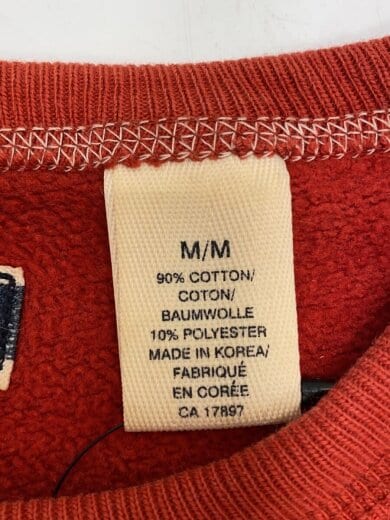 M/M
90% COTTON/
COTON/
BAUMWOLLE
10% POLYESTER
MADE IN KOREA/
FABRIQUÉ
EN CORÉE
CA 17897